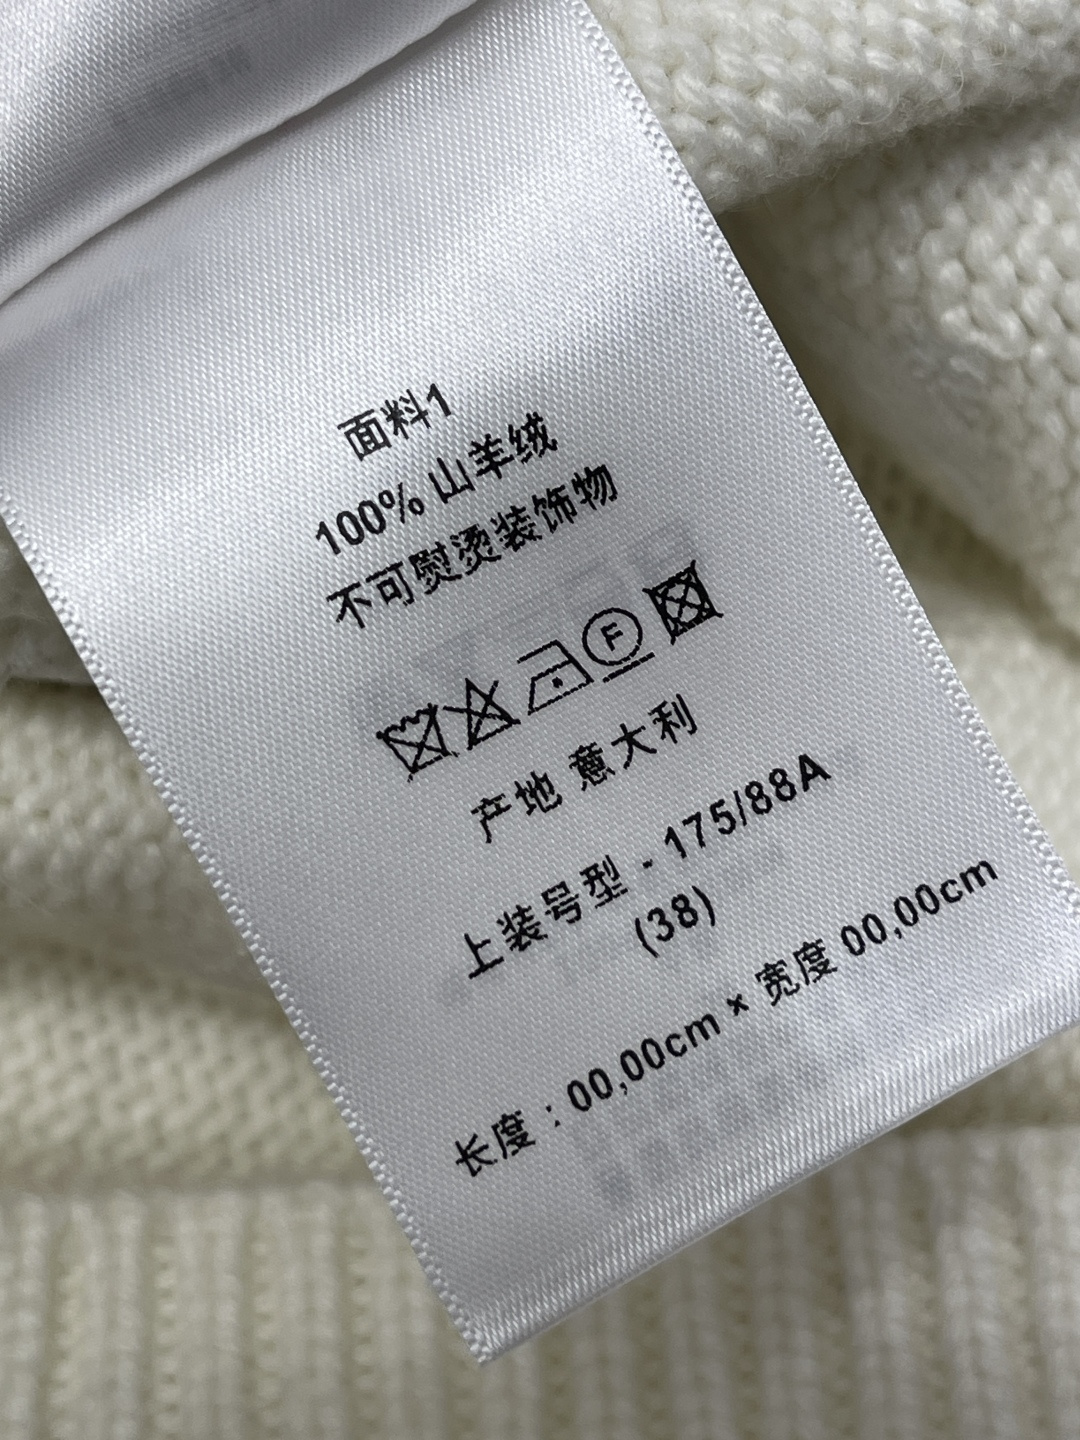 面料1
100% 山羊绒
不可熨烫装饰物
F
产地 意大利
上装号型 - 175/88A
(38)
长度 : 00,00cm × 宽度 00,00cm